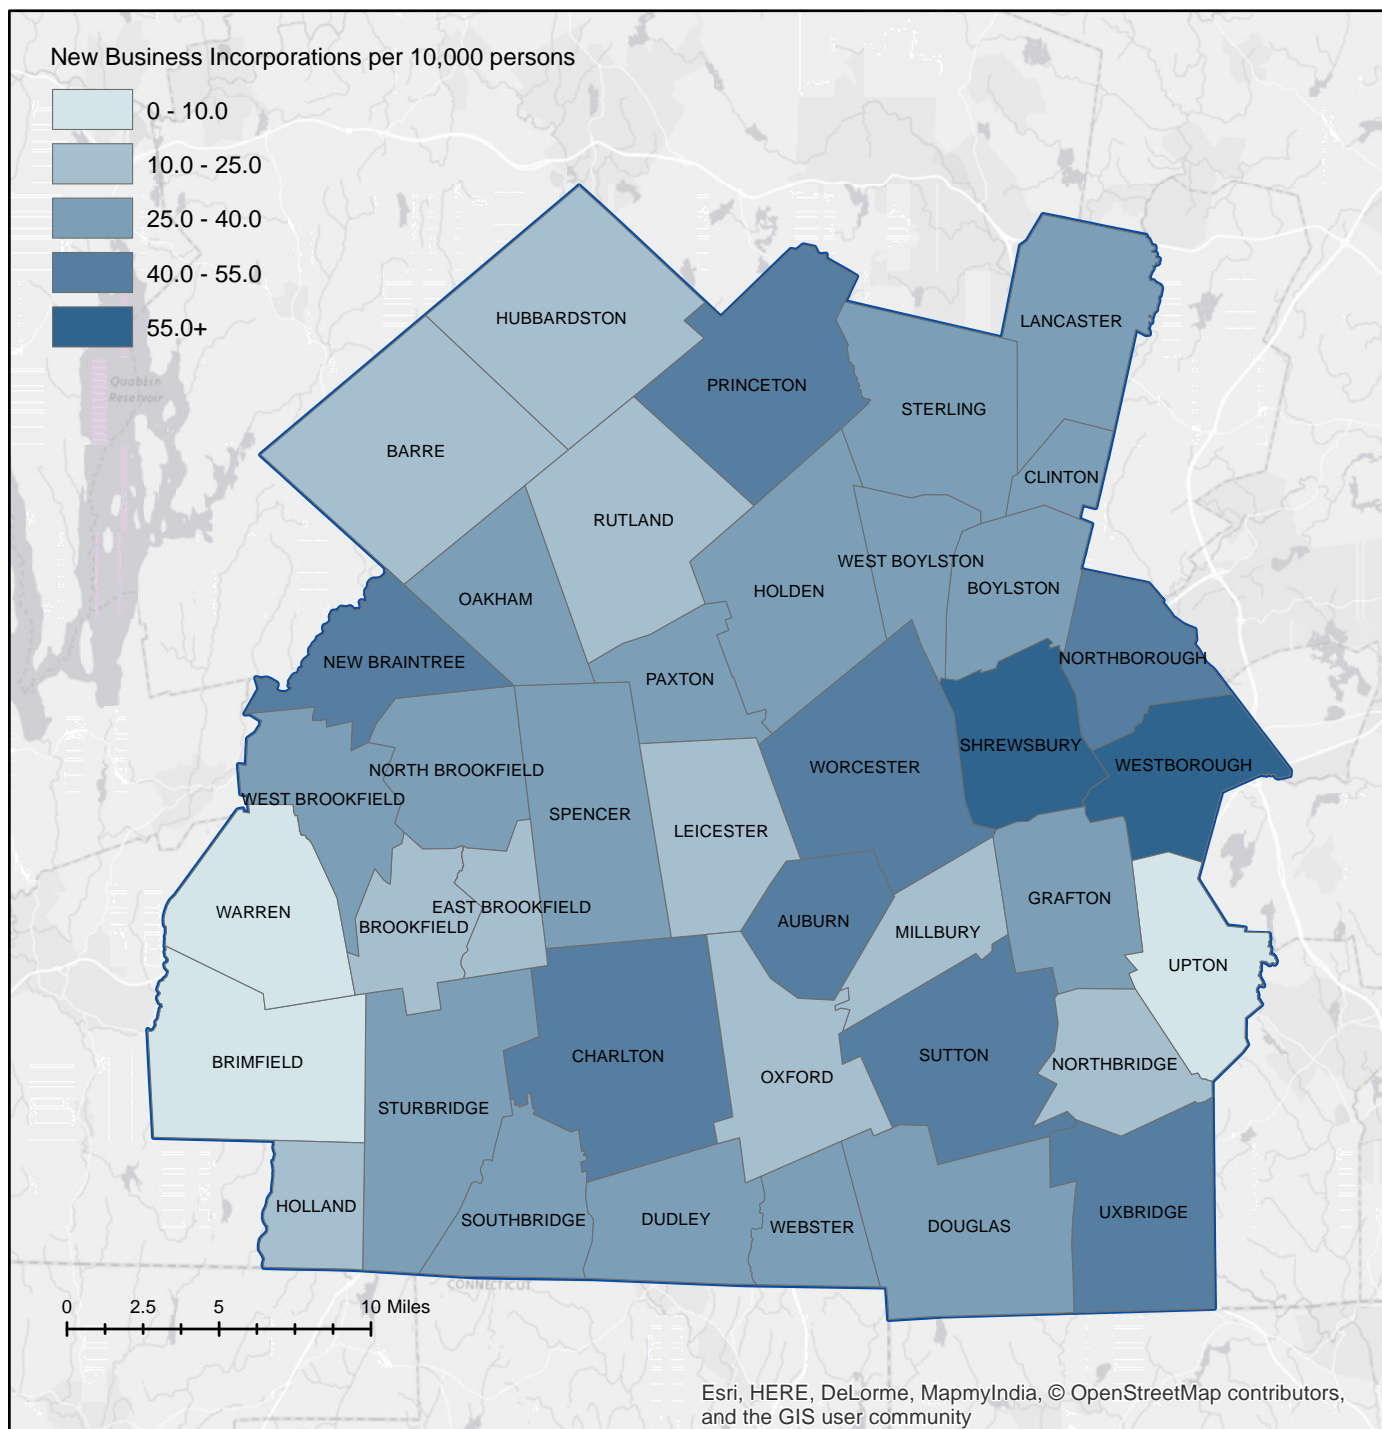 New Business Incorporations per 10,000 persons
0 - 10.0
10.0 - 25.0
25.0 - 40.0
40.0 - 55.0
55.0+
Quabbin
Reservoir
HUBBARDSTON
LANCASTER
PRINCETON
STERLING
BARRE
CLINTON
RUTLAND
WEST BOYLSTON
HOLDEN
BOYLSTON
OAKHAM
NEW BRAINTREE
NORTHBOROUGH
PAXTON
SHREWSBURY
WESTBOROUGH
WORCESTER
NORTH BROOKFIELD
WEST BROOKFIELD
SPENCER
LEICESTER
GRAFTON
EAST BROOKFIELD
WARREN
BROOKFIELD
AUBURN
MILLBURY
UPTON
BRIMFIELD
CHARLTON
SUTTON
NORTHBRIDGE
OXFORD
STURBRIDGE
HOLLAND
SOUTHBRIDGE
DUDLEY
WEBSTER
DOUGLAS
UXBRIDGE
CONNECTICUT
0 2.5 5 10 Miles
Esri, HERE, DeLorme, MapmyIndia, © OpenStreetMap contributors,
and the GIS user community